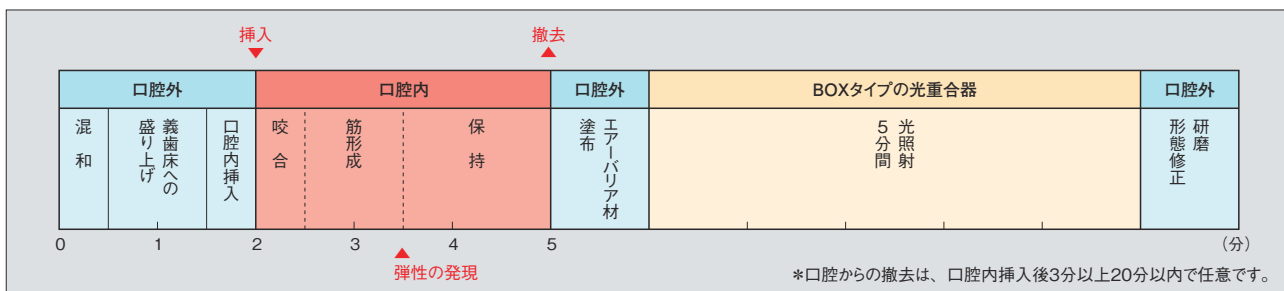 挿入
撤去
口腔外
口腔内
口腔外
BOXタイプの光重合器
口腔外
混和
義歯床への
盛り上げ
口腔内挿入
咬合
筋形成
保持
エアーバリア材
塗布
光照射
5分間
研磨
形態修正
0
1
2
3
4
5
(分)
弾性の発現
*口腔からの撤去は、口腔内挿入後3分以上20分以内で任意です。